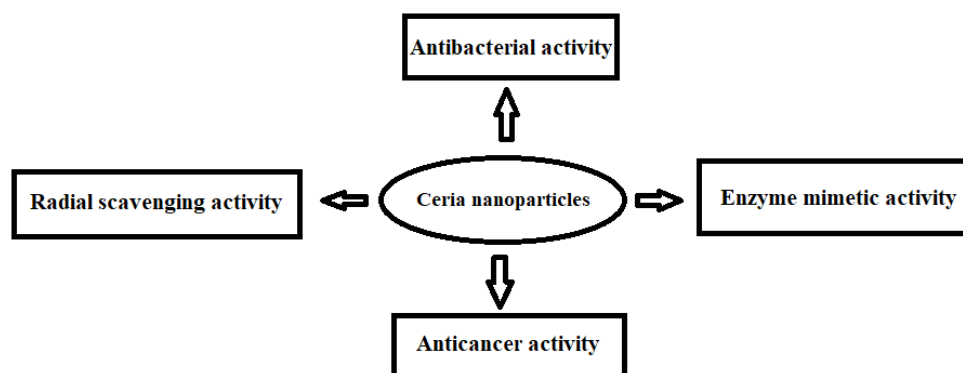 Antibacterial activity
Radial scavenging activity
Ceria nanoparticles
Enzyme mimetic activity
Anticancer activity